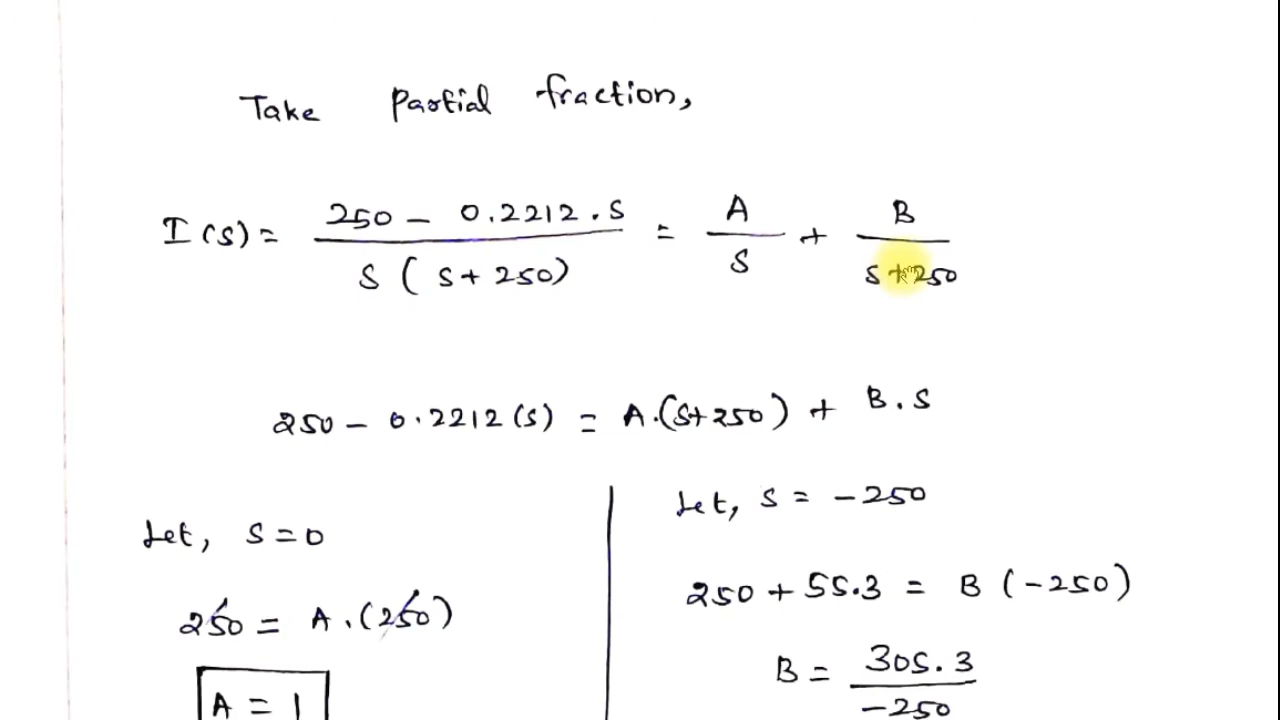 Take Partial fraction,
I(s) = 250 - 0.2212.S / S(S+250) = A/S + B/S+250
250 - 0.2212(s) = A.(S+250) + B.S
Let, S=0
250 = A.(250)
A = 1
Let, S = -250
250 + 55.3 = B(-250)
B = 305.3 / -250